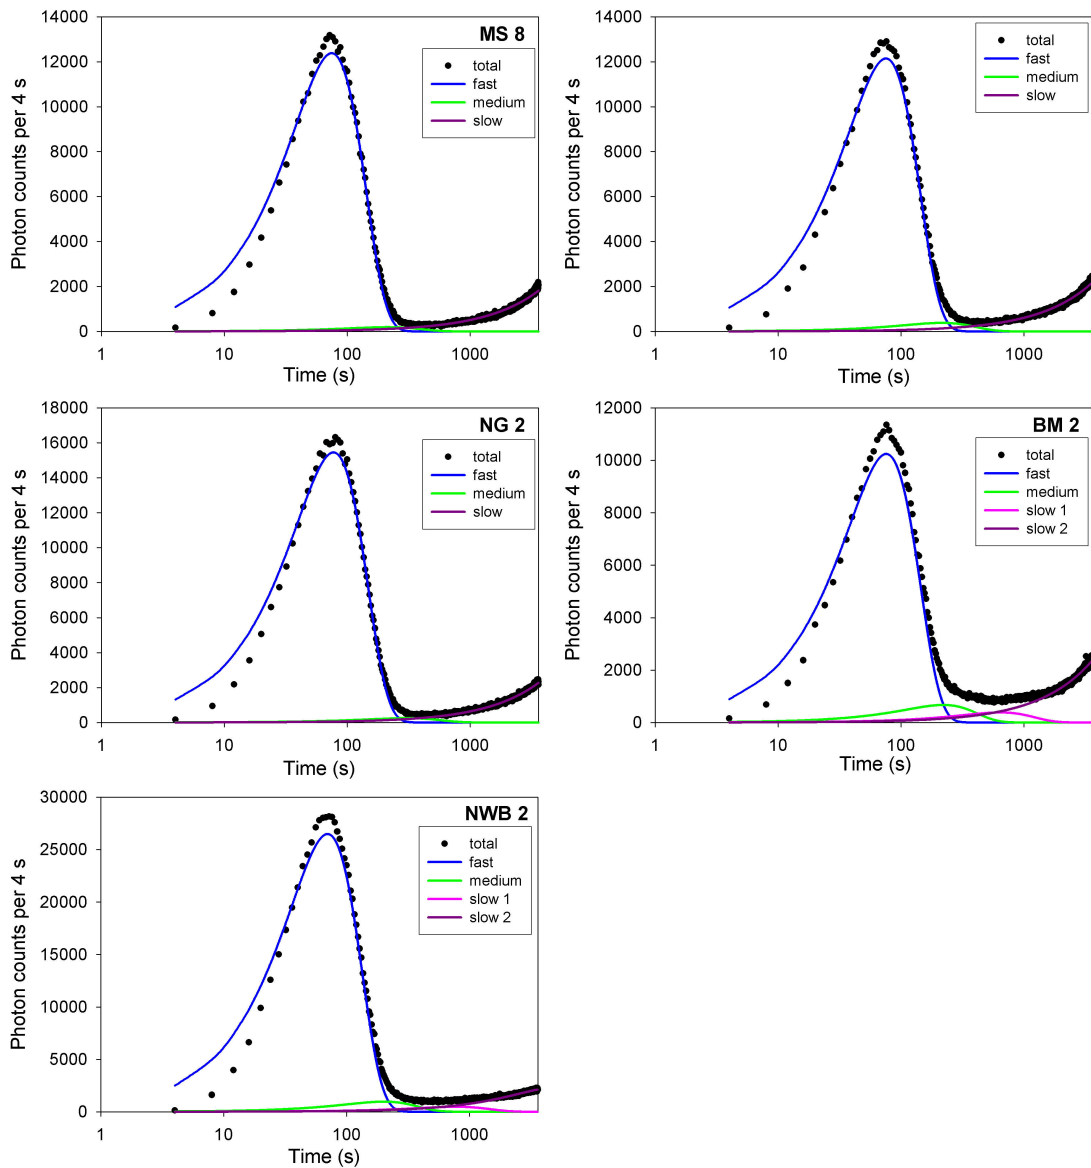 MS 8
total
fast
medium
slow
Photon counts per 4 s
14000
12000
10000
8000
6000
4000
2000
0
1
10
100
1000
Time (s)
total
fast
medium
slow
Photon counts per 4 s
14000
12000
10000
8000
6000
4000
2000
0
1
10
100
1000
Time (s)
NG 2
total
fast
medium
slow
Photon counts per 4 s
18000
16000
14000
12000
10000
8000
6000
4000
2000
0
1
10
100
1000
Time (s)
BM 2
total
fast
medium
slow 1
slow 2
Photon counts per 4 s
12000
10000
8000
6000
4000
2000
0
1
10
100
1000
Time (s)
NWB 2
total
fast
medium
slow 1
slow 2
Photon counts per 4 s
30000
25000
20000
15000
10000
5000
0
1
10
100
1000
Time (s)